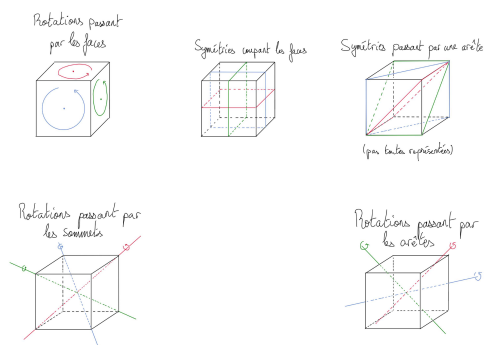 Rotations passant
par les faces
Symétries coupant les faces
Symétries passant par une arête
(pas toutes représentées)
Rotations passant par
les sommets
Rotations passant par
les arêtes